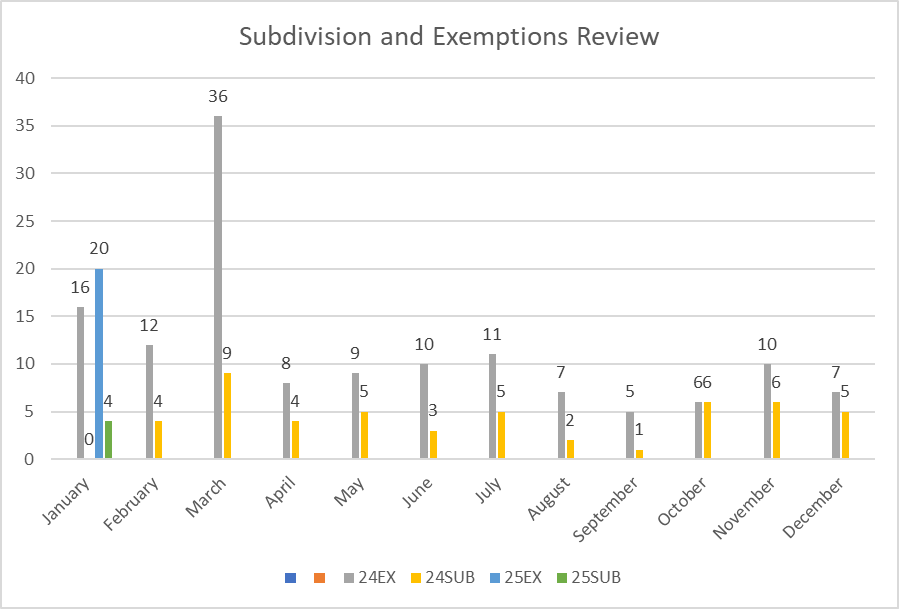 Subdivision and Exemptions Review
40
35
30
25
20
15
10
5
0
16
0
20
4
12
4
36
9
8
4
9
5
10
3
11
5
7
2
5
1
6
6
10
6
7
5
January
February
March
April
May
June
July
August
September
October
November
December
24EX 24SUB 25EX 25SUB